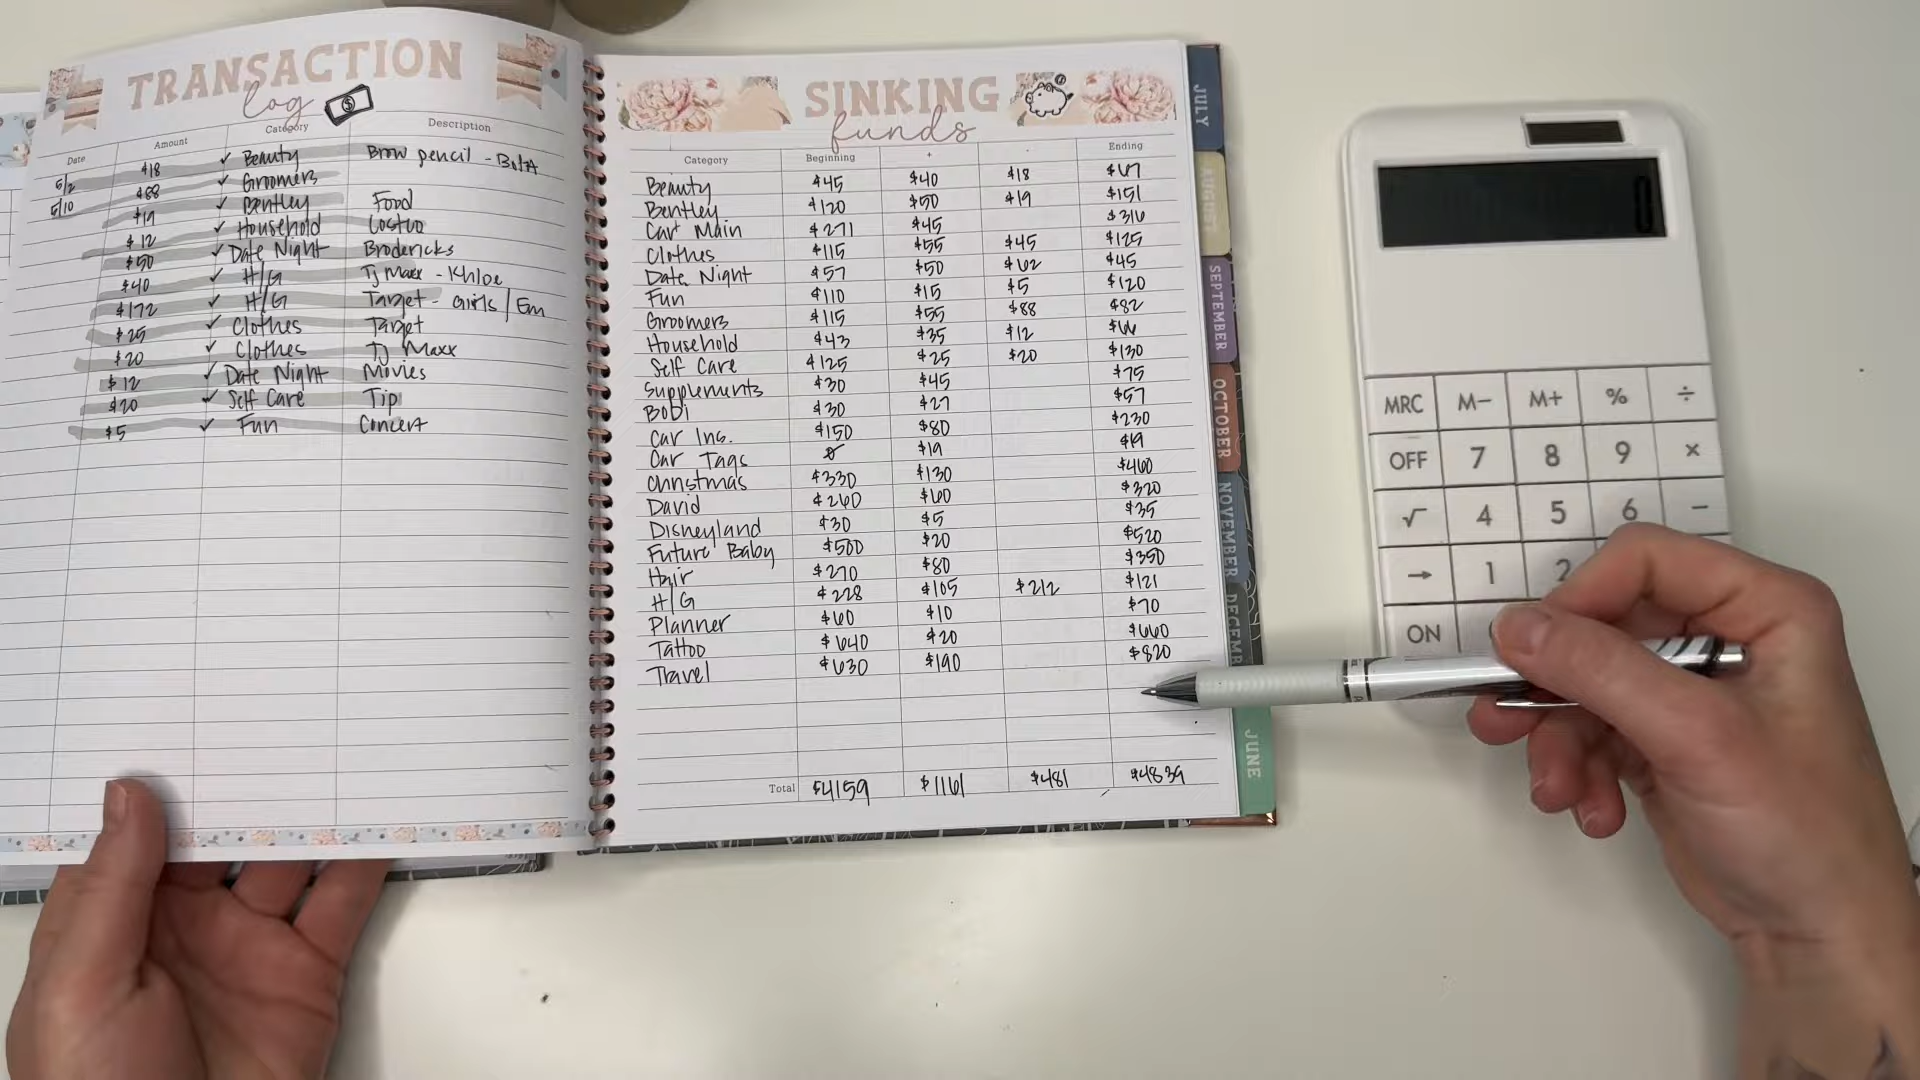 TRANSACTION
log
Date Amount Category Description
5/2 $18 ✓ Beauty Brow pencil -
5/10 $88 ✓ Groomers
$19 ✓ Bentley Food
$12 ✓ Household Costco
$50 ✓ Date Night Brodericks
$40 ✓ H/G Tj Maxx - Khloe
$172 ✓ H/G Target - Girls / Em
$25 ✓ Clothes Target
$20 ✓ Clothes Tj Maxx
$12 ✓ Date Night Movies
$20 ✓ Self Care Tip
$5 ✓ Fun Concert
SINKING
funds
Category Beginning + - Ending
Beauty $45 $40 $18 $67
Bentley $120 $50 $19 $151
Car Main $271 $45 $316
Clothes $115 $55 $45 $125
Date Night $57 $50 $62 $45
Fun $110 $15 $5 $120
Groomers $115 $55 $88 $82
Household $43 $35 $12 $66
Self Care $125 $25 $20 $130
Supplements $30 $45 $75
Bobi $30 $27 $57
Car Ins. $150 $80 $230
Car Tags 0 $19 $19
Christmas $330 $130 $460
David $260 $60 $320
Disneyland $30 $5 $35
Future Baby $500 $20 $520
Hair $270 $80 $350
H/G $228 $105 $212 $121
Planner $60 $10 $70
Tattoo $640 $20 $660
Travel $630 $190 $820
Total $4159 $1161 $481 $4839
JULY
AUGUST
SEPTEMBER
OCTOBER
NOVEMBER
DECEMB
JUNE
0
MRC M− M+ % ÷
OFF 7 8 9 ×
√ 4 5 6 −
→ 1 2
ON